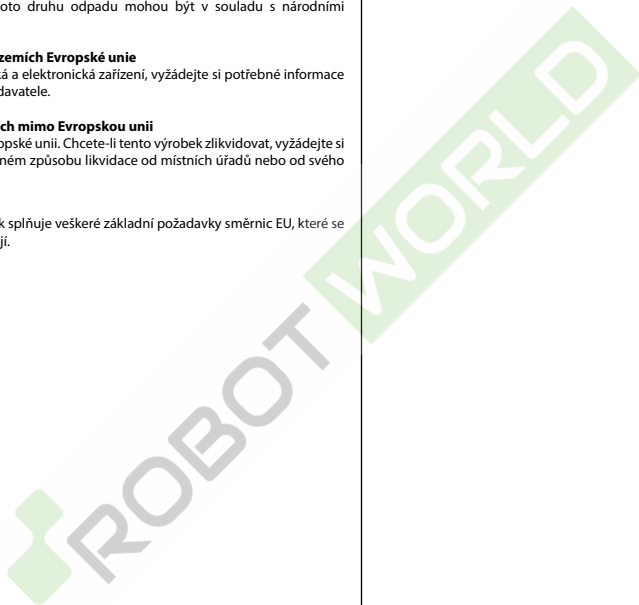 oto druhu odpadu mohou být v souladu s národními
zemích Evropské unie
ká a elektronická zařízení, vyžádejte si potřebné informace
davatele.
ch mimo Evropskou unii
opské unii. Chcete-li tento výrobek zlikvidovat, vyžádejte si
ném způsobu likvidace od místních úřadů nebo od svého
k splňuje veškeré základní požadavky směrnic EU, které se
jí.
ROBOT WORLD